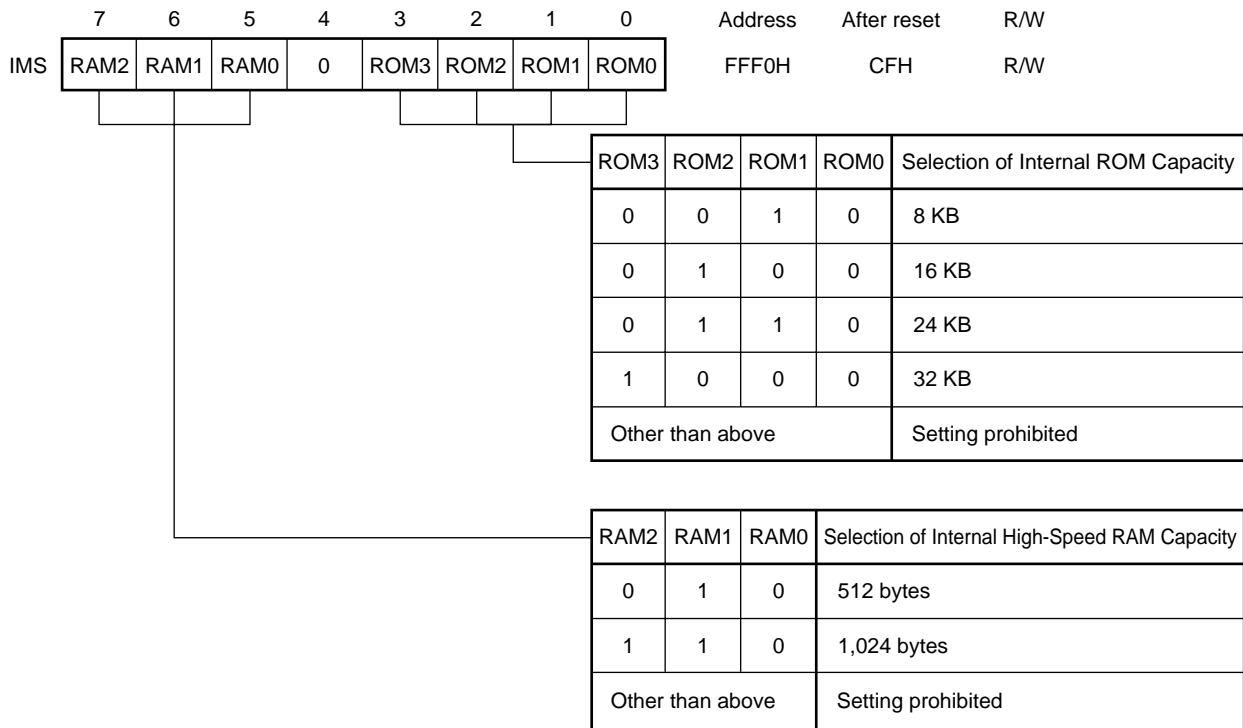 7 6 5 4 3 2 1 0 Address After reset R/W
IMS RAM2 RAM1 RAM0 0 ROM3 ROM2 ROM1 ROM0 FFF0H CFH R/W
ROM3 ROM2 ROM1 ROM0 Selection of Internal ROM Capacity
0 0 1 0 8 KB
0 1 0 0 16 KB
0 1 1 0 24 KB
1 0 0 0 32 KB
Other than above Setting prohibited
RAM2 RAM1 RAM0 Selection of Internal High-Speed RAM Capacity
0 1 0 512 bytes
1 1 0 1,024 bytes
Other than above Setting prohibited